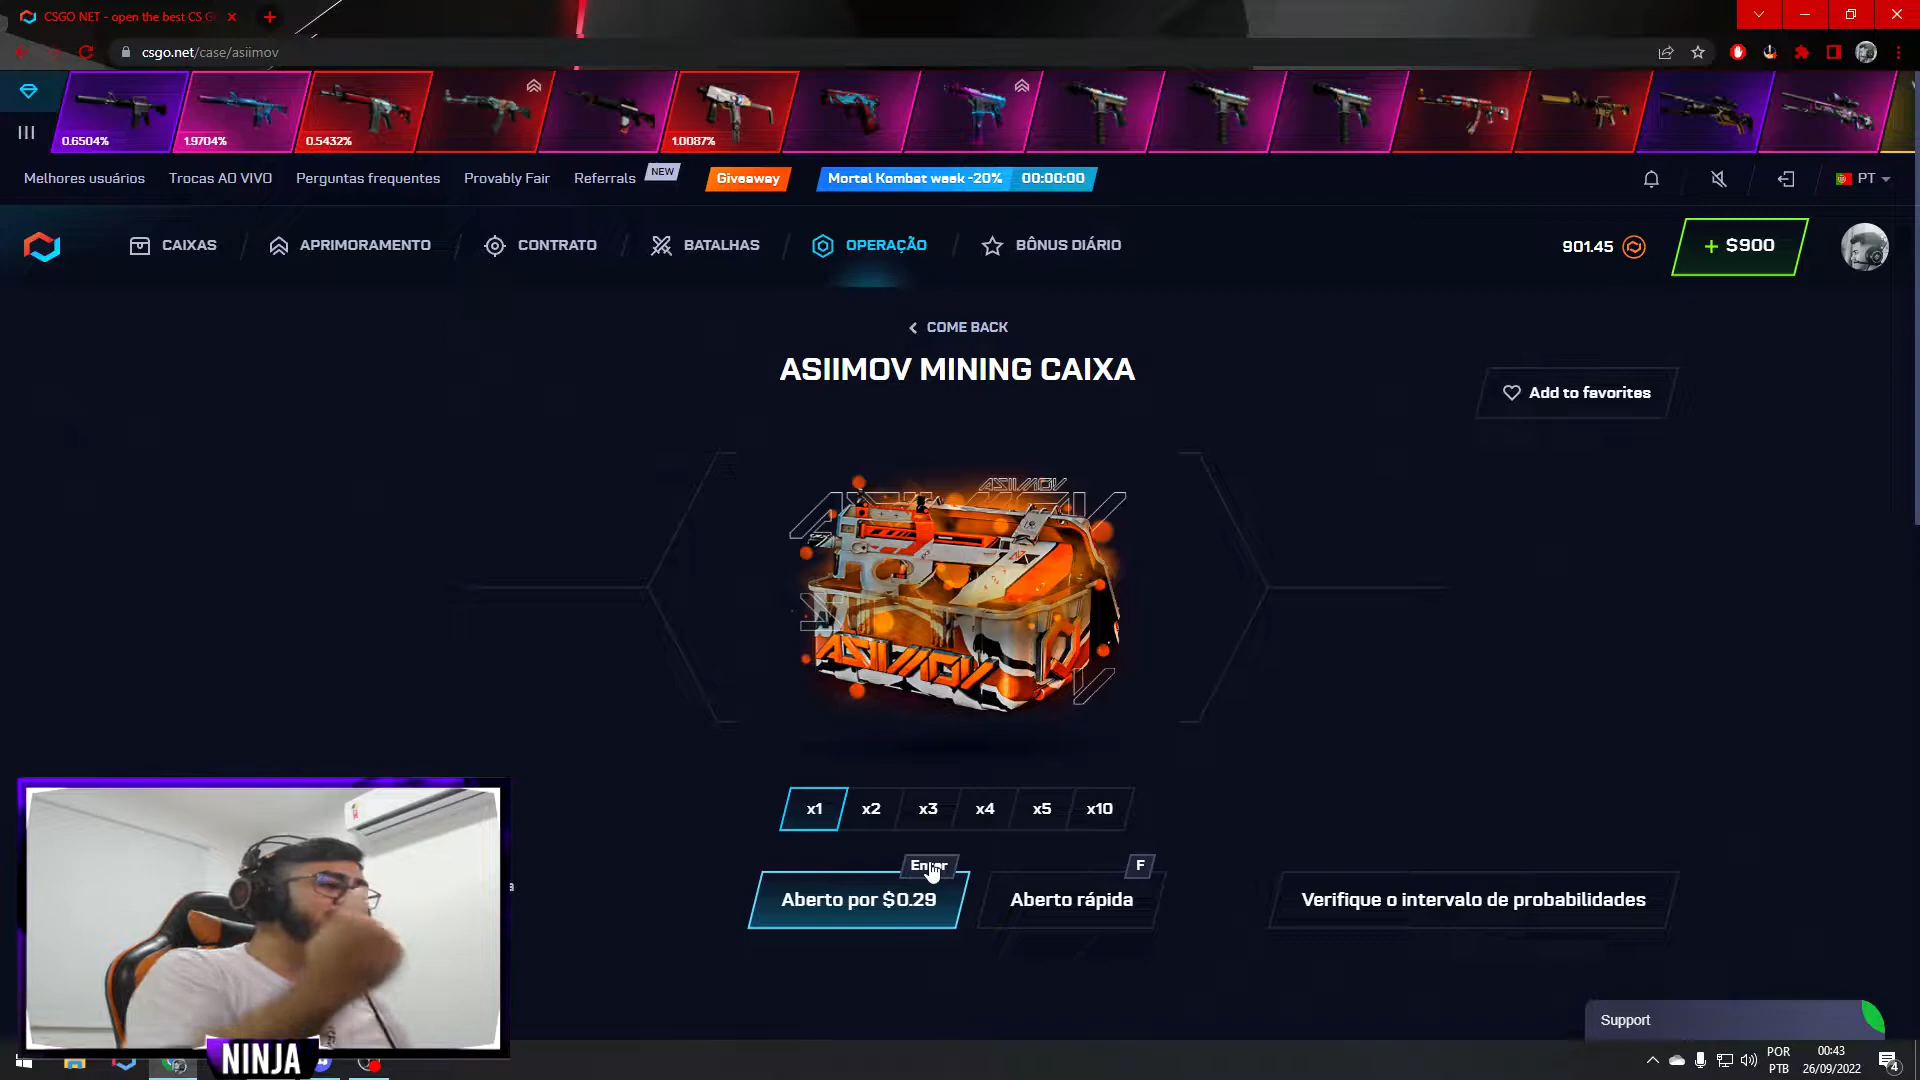 CSGO NET - open the best CS G
csgo.net/case/asiimov
0.6504%
1.9704%
0.5432%
1.0087%
Melhores usuários
Trocas AO VIVO
Perguntas frequentes
Provably Fair
Referrals
NEW
Giveaway
Mortal Kombat week -20% 00:00:00
PT
CAIXAS
APRIMORAMENTO
CONTRATO
BATALHAS
OPERAÇÃO
BÔNUS DIÁRIO
901.45
+ $900
COME BACK
ASIIMOV MINING CAIXA
Add to favorites
ASIIMOV
ASIIMOV
x1
x2
x3
x4
x5
x10
Enter
F
Aberto por $0.29
Aberto rápida
Verifique o intervalo de probabilidades
Support
NINJA
POR
PTB
00:43
26/09/2022
4